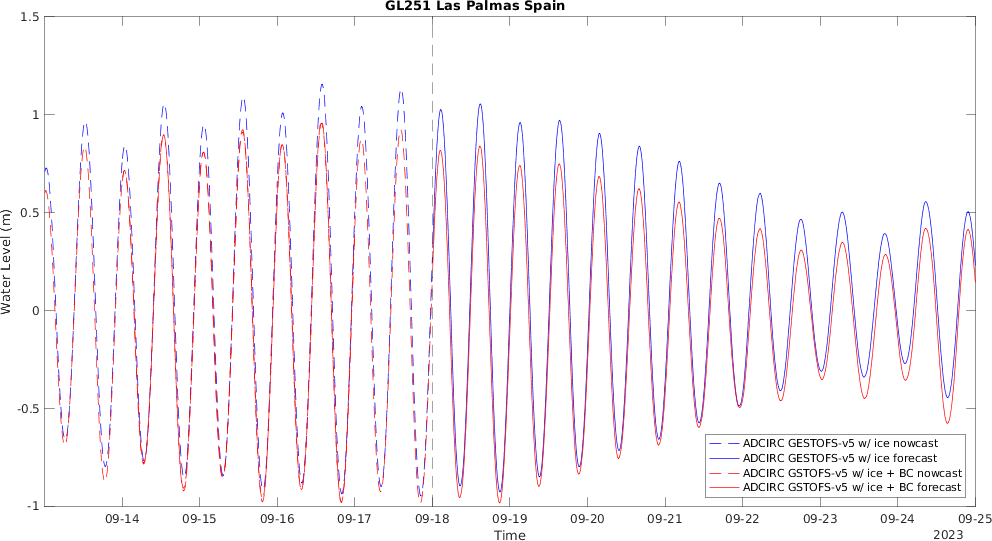 GL251 Las Palmas Spain
1.5
1
0.5
0
-0.5
-1
Water Level (m)
ADCIRC GESTOFS-v5 w/ ice nowcast
ADCIRC GESTOFS-v5 w/ ice forecast
ADCIRC GSTOFS-v5 w/ ice + BC nowcast
ADCIRC GSTOFS-v5 w/ ice + BC forecast
09-14 09-15 09-16 09-17 09-18 09-19 09-20 09-21 09-22 09-23 09-24 09-25
Time
2023